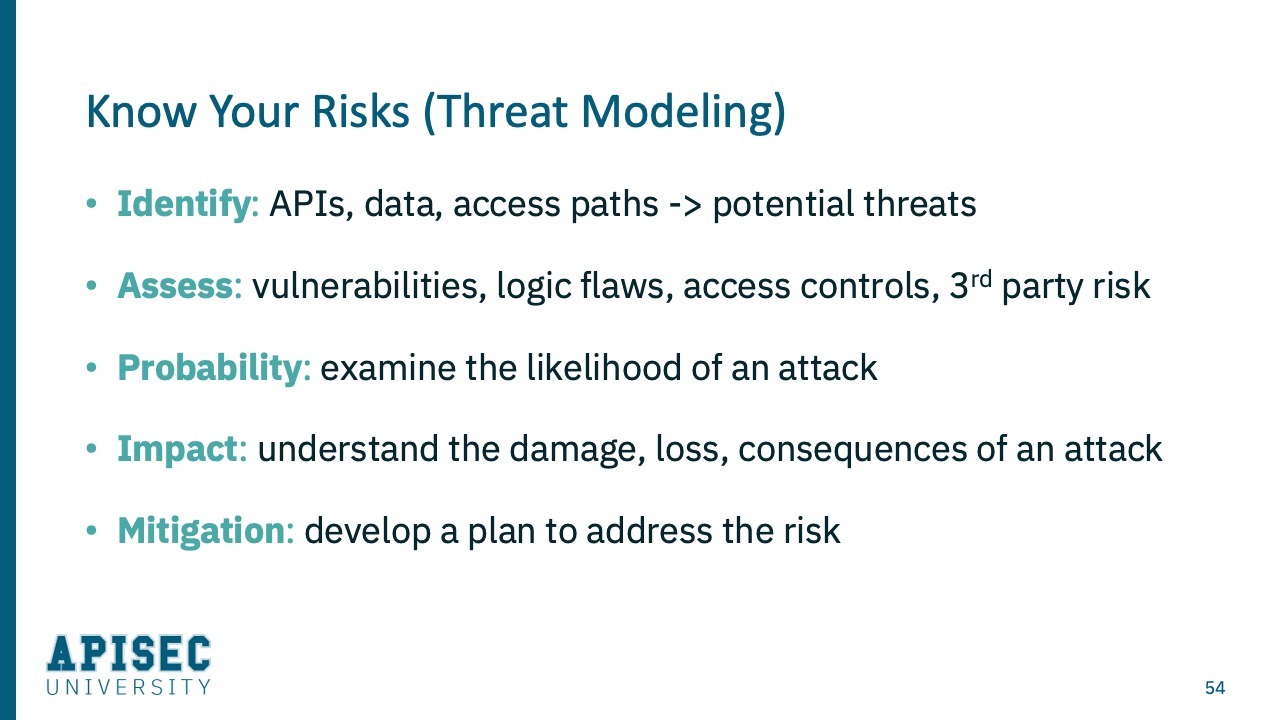 Know Your Risks (Threat Modeling)
• Identify: APIs, data, access paths -> potential threats
• Assess: vulnerabilities, logic flaws, access controls, 3rd party risk
• Probability: examine the likelihood of an attack
• Impact: understand the damage, loss, consequences of an attack
• Mitigation: develop a plan to address the risk
APISEC
UNIVERSITY
54